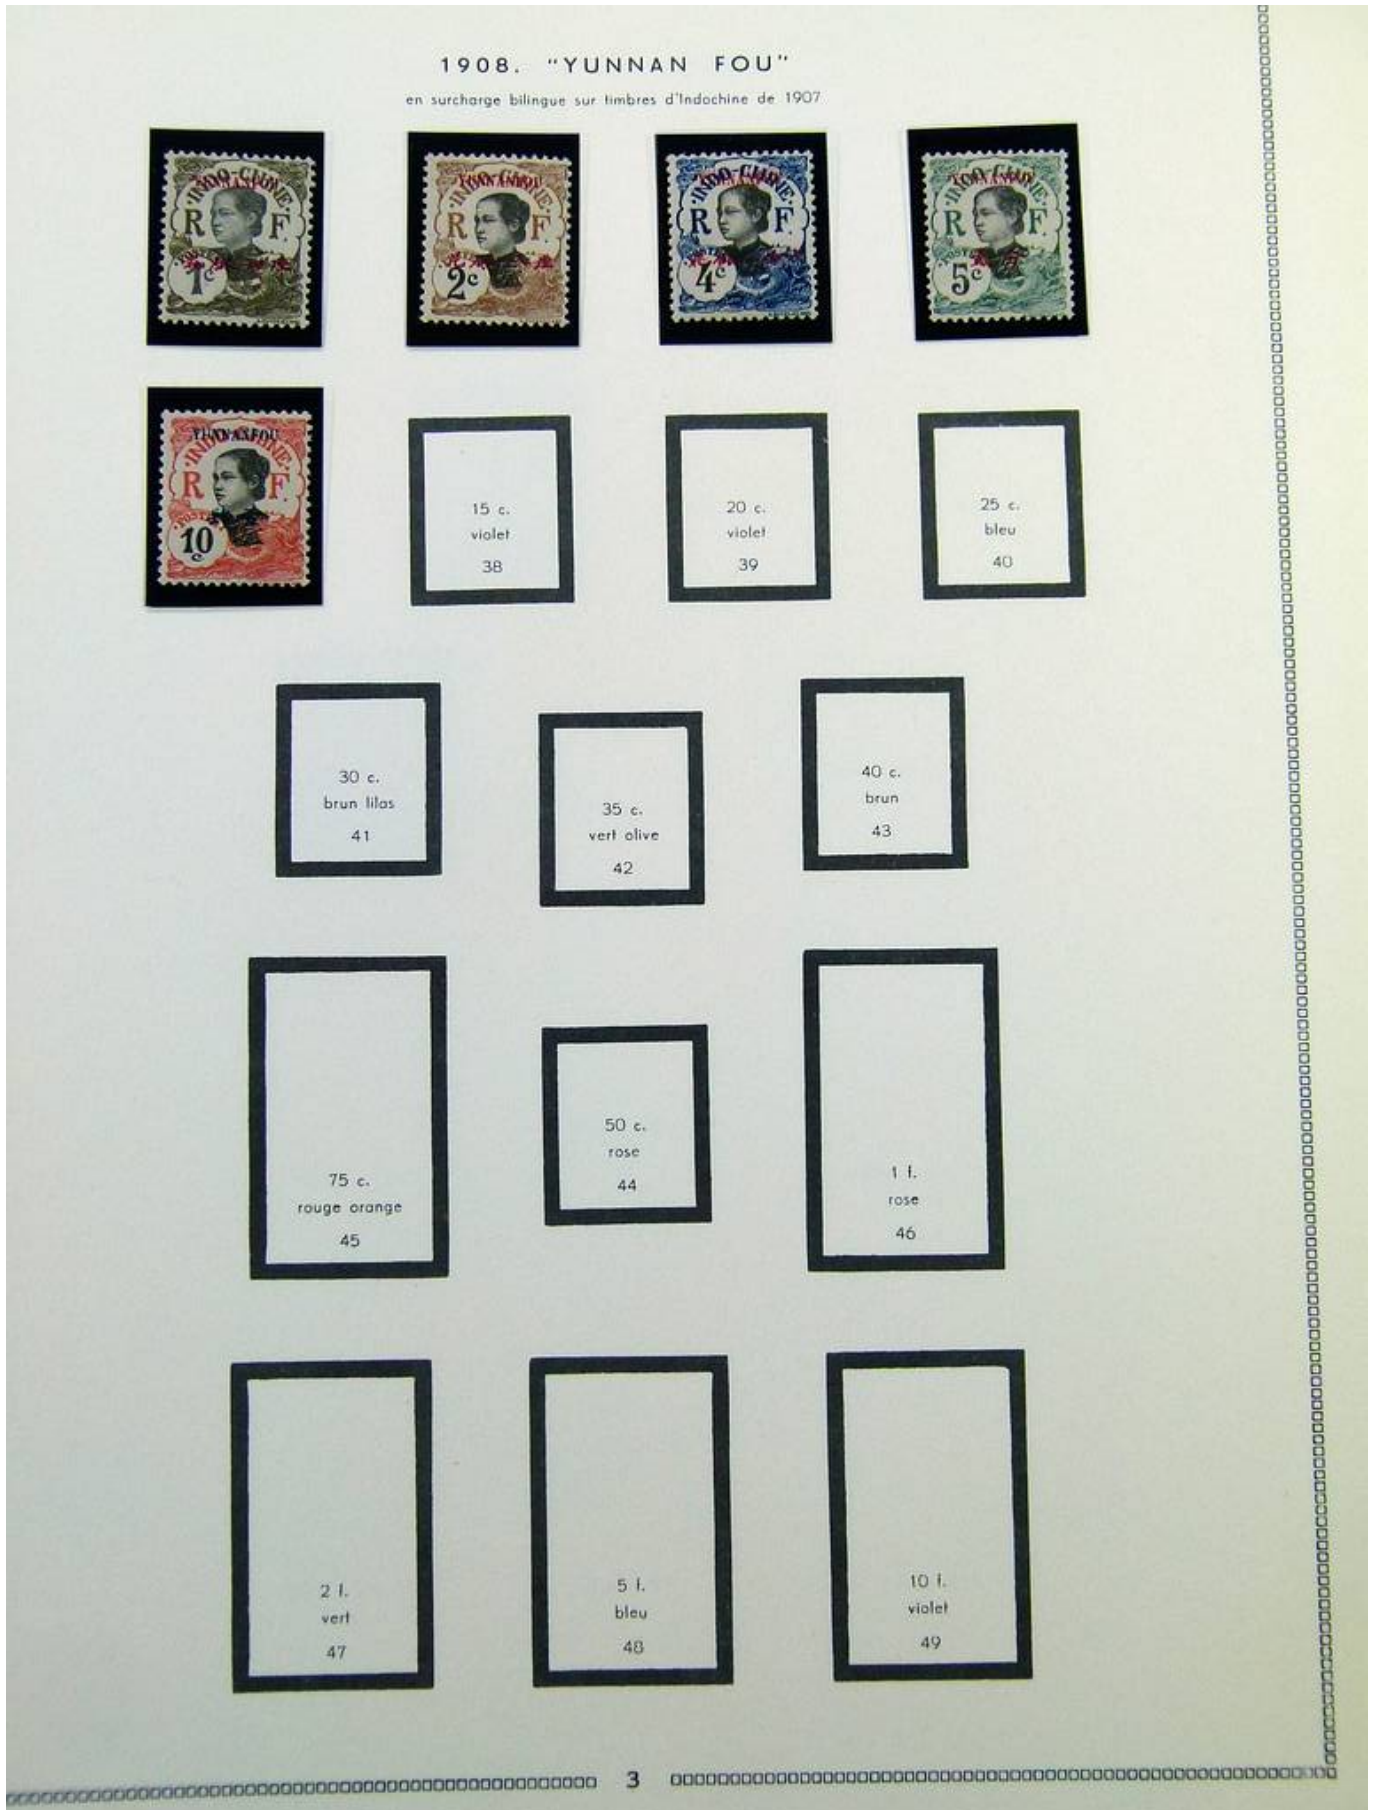 1908. "YUNNAN FOU"
en surcharge bilingue sur timbres d'Indochine de 1907
INDO-CHINE
R F
POSTES
1c
INDO-CHINE
R F
2c
INDO-CHINE
R F
4c
INDO-CHINE
R F
POSTES
5c
YUNNANFOU
INDO-CHINE
R F
POSTES
10c
15 c.
violet
38
20 c.
violet
39
25 c.
bleu
40
30 c.
brun lilas
41
35 c.
vert olive
42
40 c.
brun
43
75 c.
rouge orange
45
50 c.
rose
44
1 f.
rose
46
2 f.
vert
47
5 f.
bleu
48
10 f.
violet
49
3